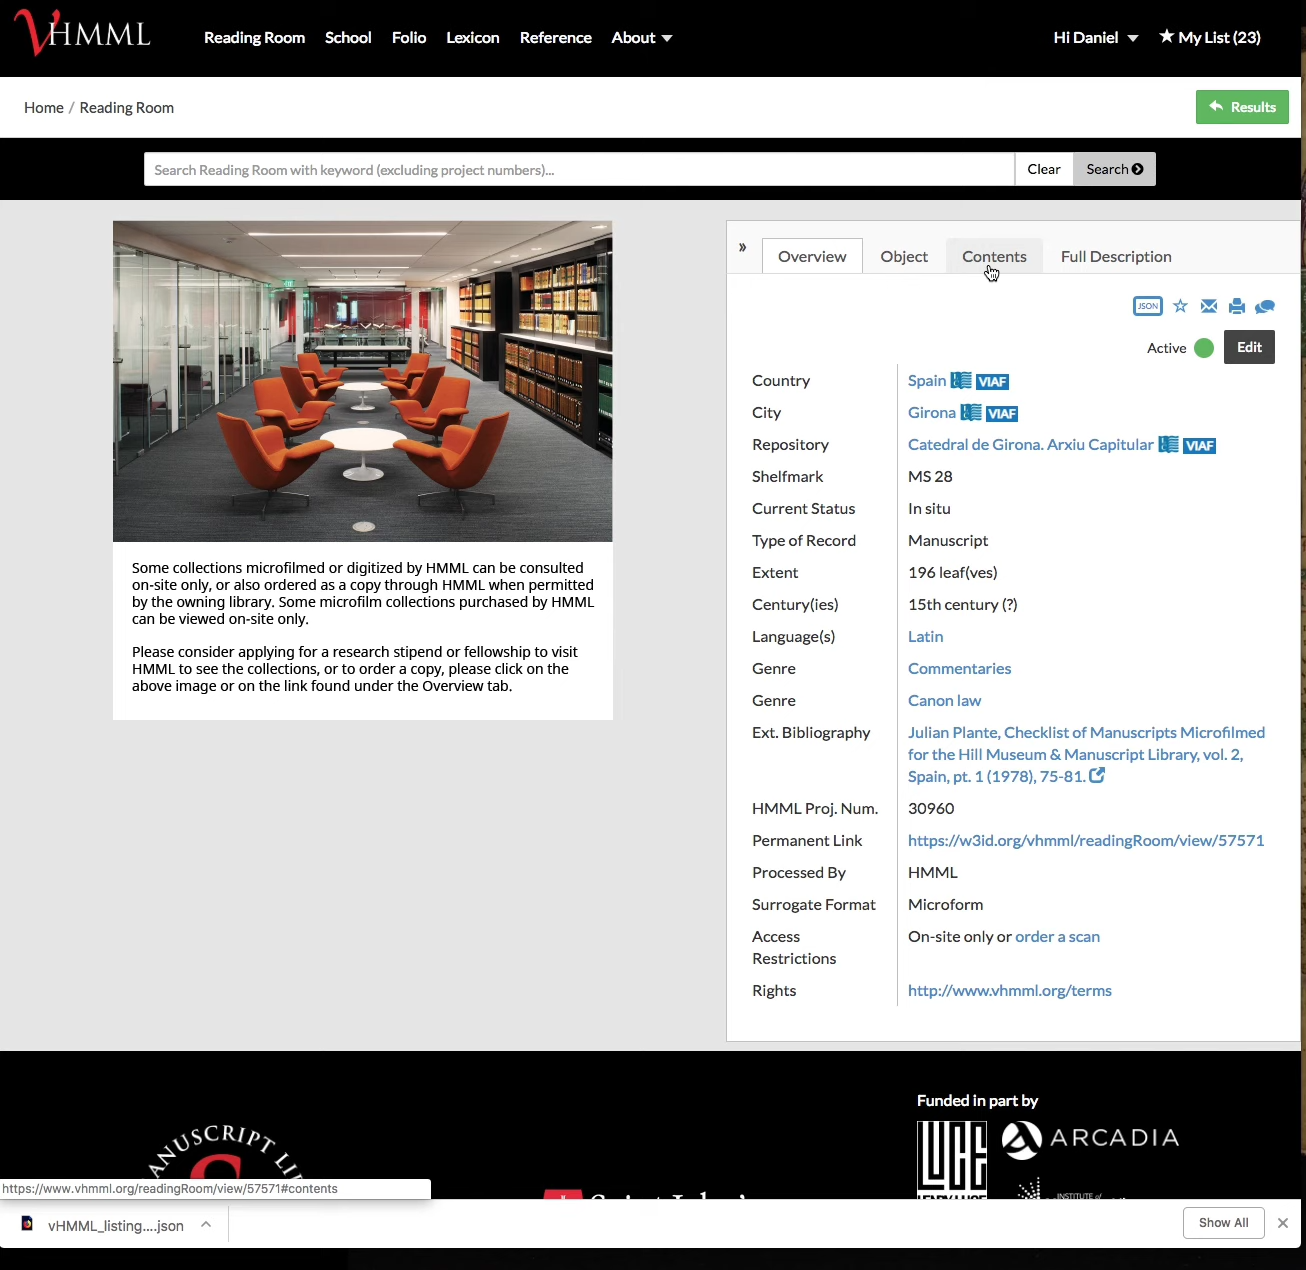 VHMML
Reading Room School Folio Lexicon Reference About
Hi Daniel ★ My List (23)
Home / Reading Room
Results
Search Reading Room with keyword (excluding project numbers)...
Clear
Search
» Overview Object Contents Full Description
JSON
Active Edit
Country Spain VIAF
City Girona VIAF
Repository Catedral de Girona. Arxiu Capitular VIAF
Shelfmark MS 28
Current Status In situ
Type of Record Manuscript
Extent 196 leaf(ves)
Century(ies) 15th century (?)
Language(s) Latin
Genre Commentaries
Genre Canon law
Ext. Bibliography Julian Plante, Checklist of Manuscripts Microfilmed
for the Hill Museum & Manuscript Library, vol. 2,
Spain, pt. 1 (1978), 75-81.
HMML Proj. Num. 30960
Permanent Link https://w3id.org/vhmml/readingRoom/view/57571
Processed By HMML
Surrogate Format Microform
Access On-site only or order a scan
Restrictions
Rights http://www.vhmml.org/terms
Some collections microfilmed or digitized by HMML can be consulted
on-site only, or also ordered as a copy through HMML when permitted
by the owning library. Some microfilm collections purchased by HMML
can be viewed on-site only.
Please consider applying for a research stipend or fellowship to visit
HMML to see the collections, or to order a copy, please click on the
above image or on the link found under the Overview tab.
Funded in part by
LUCE
ARCADIA
INSTITUTE of
ANUSCRIPT LI
https://www.vhmml.org/readingRoom/view/57571#contents
vHMML_listing....json
Show All